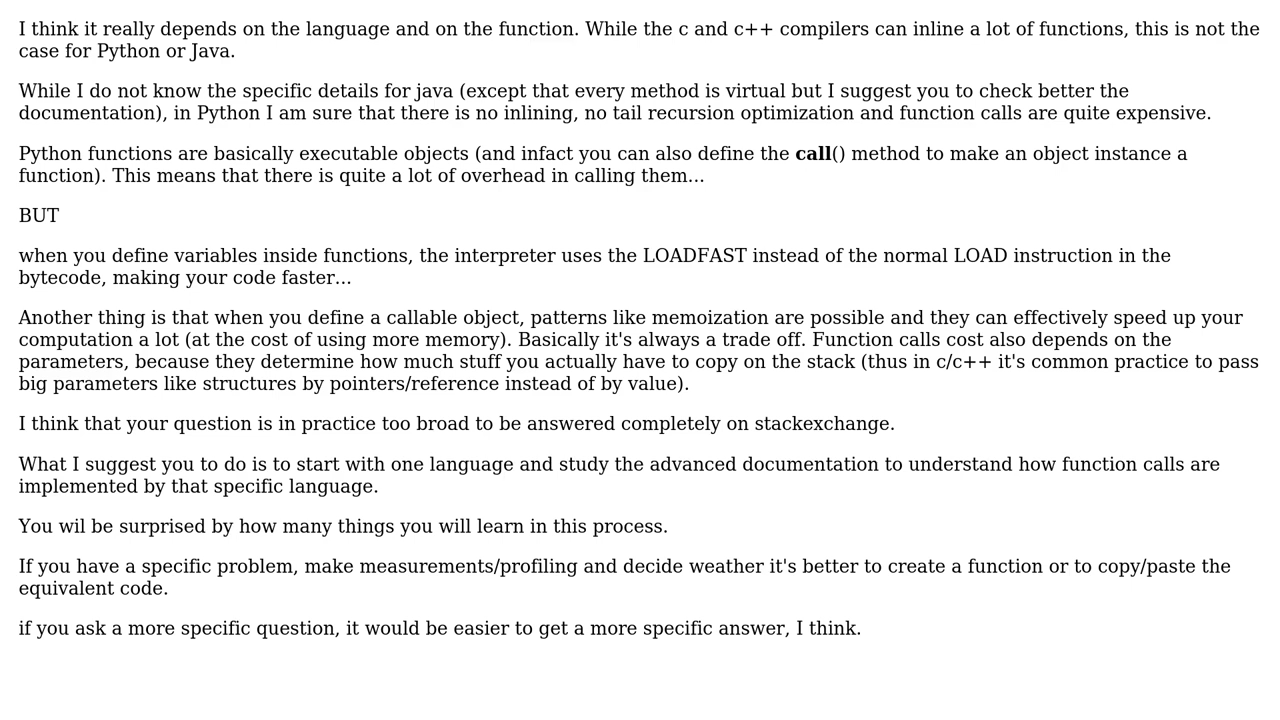 I think it really depends on the language and on the function. While the c and c++ compilers can inline a lot of functions, this is not the
case for Python or Java.
While I do not know the specific details for java (except that every method is virtual but I suggest you to check better the
documentation), in Python I am sure that there is no inlining, no tail recursion optimization and function calls are quite expensive.
Python functions are basically executable objects (and infact you can also define the call() method to make an object instance a
function). This means that there is quite a lot of overhead in calling them...
BUT
when you define variables inside functions, the interpreter uses the LOADFAST instead of the normal LOAD instruction in the
bytecode, making your code faster...
Another thing is that when you define a callable object, patterns like memoization are possible and they can effectively speed up your
computation a lot (at the cost of using more memory). Basically it's always a trade off. Function calls cost also depends on the
parameters, because they determine how much stuff you actually have to copy on the stack (thus in c/c++ it's common practice to pass
big parameters like structures by pointers/reference instead of by value).
I think that your question is in practice too broad to be answered completely on stackexchange.
What I suggest you to do is to start with one language and study the advanced documentation to understand how function calls are
implemented by that specific language.
You wil be surprised by how many things you will learn in this process.
If you have a specific problem, make measurements/profiling and decide weather it's better to create a function or to copy/paste the
equivalent code.
if you ask a more specific question, it would be easier to get a more specific answer, I think.